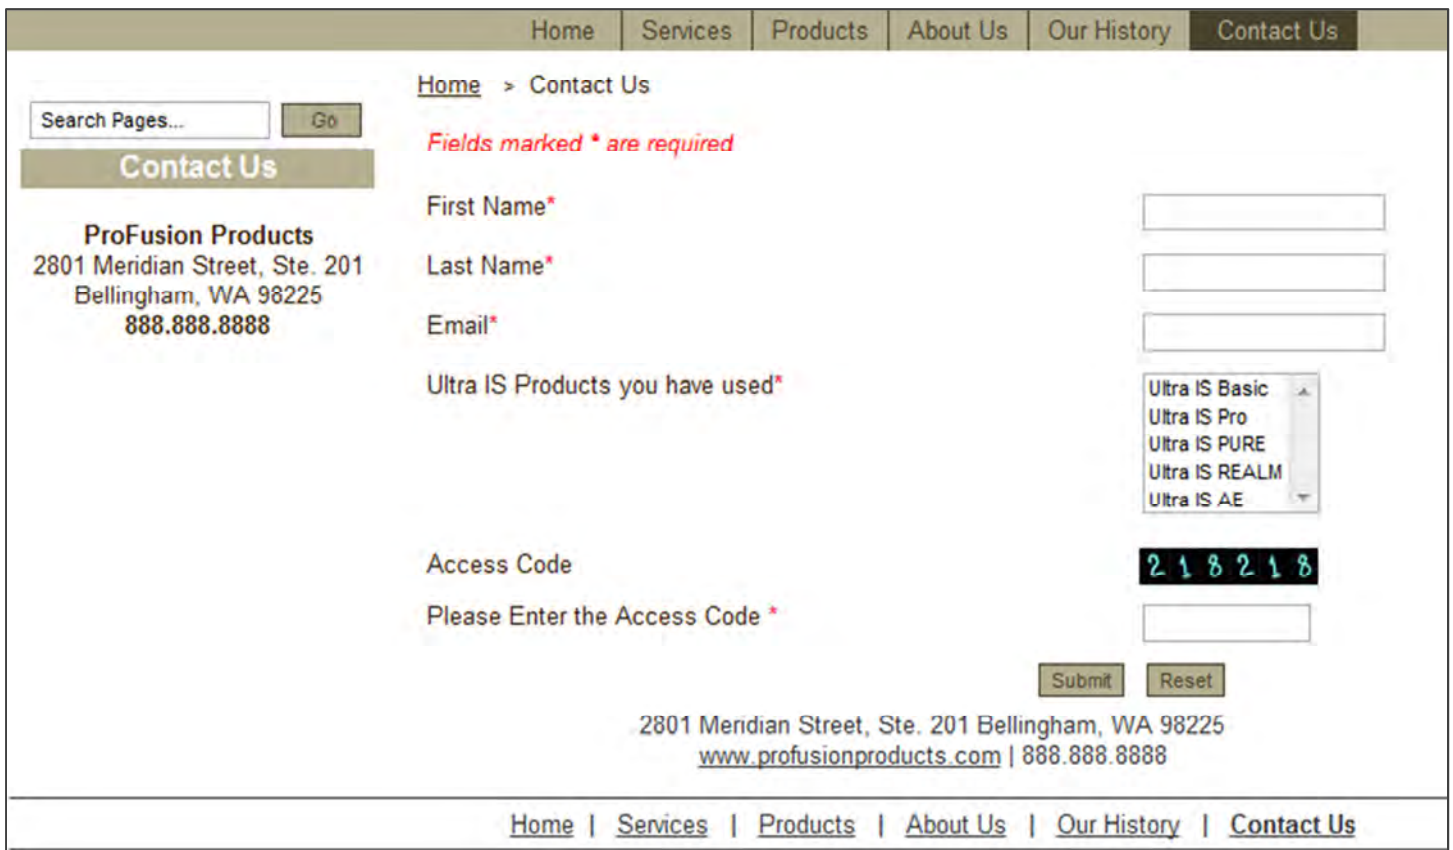 Home Services Products About Us Our History Contact Us
Search Pages... Go
Contact Us
ProFusion Products
2801 Meridian Street, Ste. 201
Bellingham, WA 98225
888.888.8888
Home > Contact Us
Fields marked * are required
First Name*
Last Name*
Email*
Ultra IS Products you have used*
Ultra IS Basic
Ultra IS Pro
Ultra IS PURE
Ultra IS REALM
Ultra IS AE
Access Code
218218
Please Enter the Access Code *
Submit Reset
2801 Meridian Street, Ste. 201 Bellingham, WA 98225
www.profusionproducts.com | 888.888.8888
Home | Services | Products | About Us | Our History | Contact Us